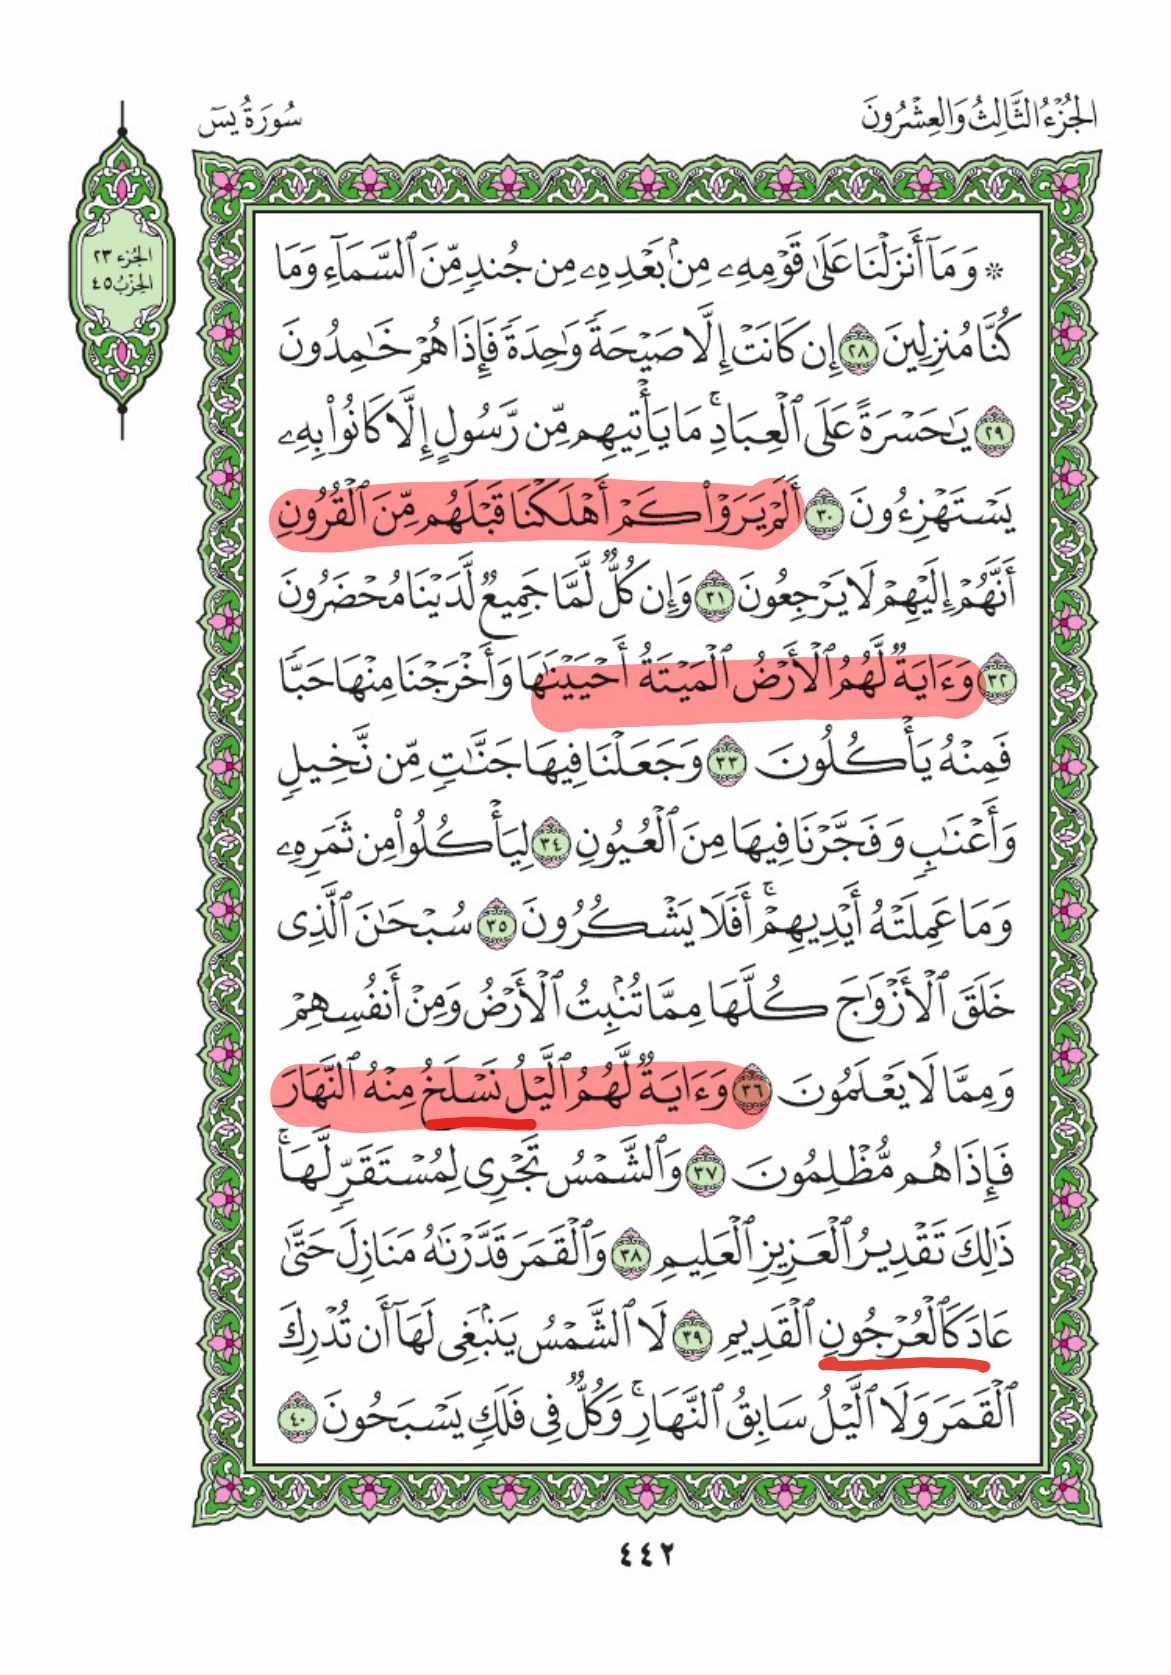 الجُزْءُ الثَّالِثُ وَالعِشْرُونَ
سُورَةُ يسٓ
الجُزء ٢٣
الحِزْبُ ٤٥
۞ وَمَآ أَنزَلْنَا عَلَىٰ قَوْمِهِۦ مِنۢ بَعْدِهِۦ مِن جُندٍ مِّنَ ٱلسَّمَآءِ وَمَا
كُنَّا مُنزِلِينَ ٢٨ إِن كَانَتْ إِلَّا صَيْحَةً وَٰحِدَةً فَإِذَا هُمْ خَٰمِدُونَ
٢٩ يَٰحَسْرَةً عَلَى ٱلْعِبَادِۚ مَا يَأْتِيهِم مِّن رَّسُولٍ إِلَّا كَانُوا۟ بِهِۦ
يَسْتَهْزِءُونَ ٣٠ أَلَمْ يَرَوْا۟ كَمْ أَهْلَكْنَا قَبْلَهُم مِّنَ ٱلْقُرُونِ
أَنَّهُمْ إِلَيْهِمْ لَا يَرْجِعُونَ ٣١ وَإِن كُلٌّ لَّمَّا جَمِيعٌ لَّدَيْنَا مُحْضَرُونَ
٣٢ وَءَايَةٌ لَّهُمُ ٱلْأَرْضُ ٱلْمَيْتَةُ أَحْيَيْنَٰهَا وَأَخْرَجْنَا مِنْهَا حَبًّا
فَمِنْهُ يَأْكُلُونَ ٣٣ وَجَعَلْنَا فِيهَا جَنَّٰتٍ مِّن نَّخِيلٍ
وَأَعْنَٰبٍ وَفَجَّرْنَا فِيهَا مِنَ ٱلْعُيُونِ ٣٤ لِيَأْكُلُوا۟ مِن ثَمَرِهِۦ
وَمَا عَمِلَتْهُ أَيْدِيهِمْۚ أَفَلَا يَشْكُرُونَ ٣٥ سُبْحَٰنَ ٱلَّذِى
خَلَقَ ٱلْأَزْوَٰجَ كُلَّهَا مِمَّا تُنۢبِتُ ٱلْأَرْضُ وَمِنْ أَنفُسِهِمْ
وَمِمَّا لَا يَعْلَمُونَ ٣٦ وَءَايَةٌ لَّهُمُ ٱلَّيْلُ نَسْلَخُ مِنْهُ ٱلنَّهَارَ
فَإِذَا هُم مُّظْلِمُونَ ٣٧ وَٱلشَّمْسُ تَجْرِى لِمُسْتَقَرٍّ لَّهَاۚ
ذَٰلِكَ تَقْدِيرُ ٱلْعَزِيزِ ٱلْعَلِيمِ ٣٨ وَٱلْقَمَرَ قَدَّرْنَٰهُ مَنَازِلَ حَتَّىٰ
عَادَ كَٱلْعُرْجُونِ ٱلْقَدِيمِ ٣٩ لَا ٱلشَّمْسُ يَنۢبَغِى لَهَآ أَن تُدْرِكَ
ٱلْقَمَرَ وَلَا ٱلَّيْلُ سَابِقُ ٱلنَّهَارِۚ وَكُلٌّ فِى فَلَكٍ يَسْبَحُونَ ٤٠
٤٤٢